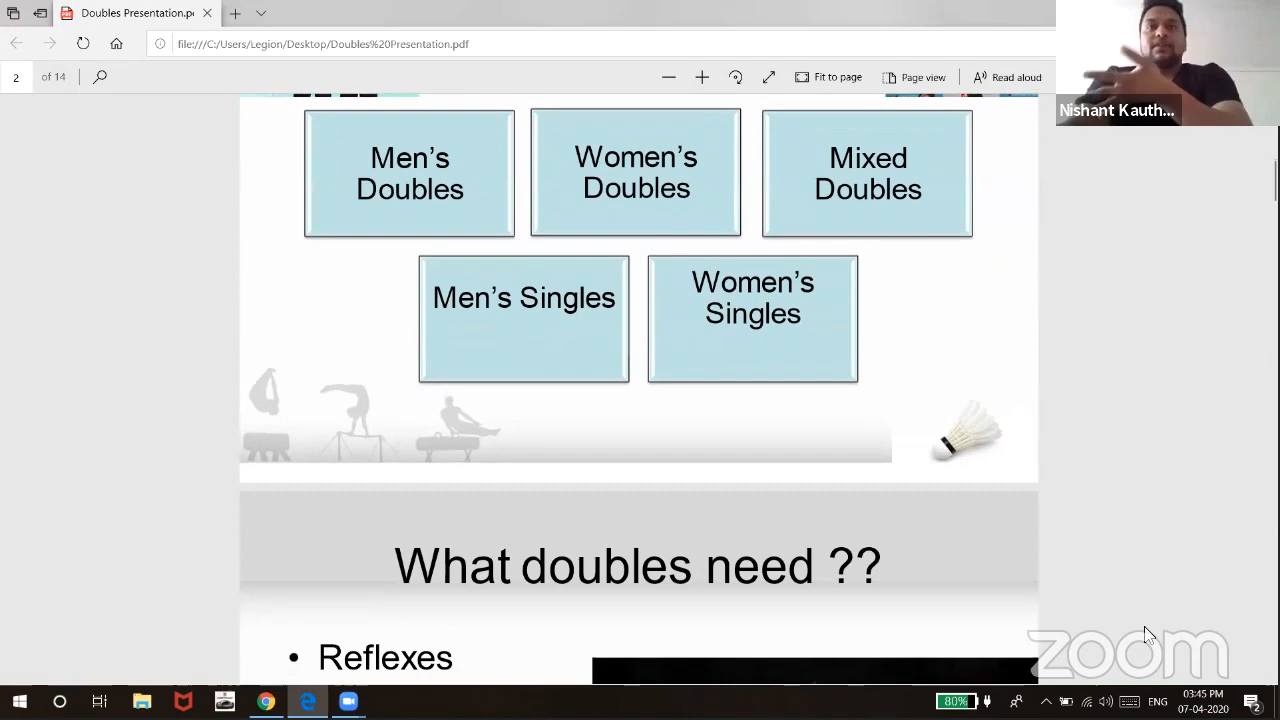 Doubles Presentation.p
file:///C:/Users/Legion/Desktop/Doubles%20Presentation.pdf
2
of 14
Fit to page
Page view
Read aloud
Nishant Kauth...
Men's
Doubles
Women's
Doubles
Mixed
Doubles
Men's Singles
Women's
Singles
What doubles need ??
• Reflexes
zoom
80%
ENG
03:45 PM
07-04-2020
2